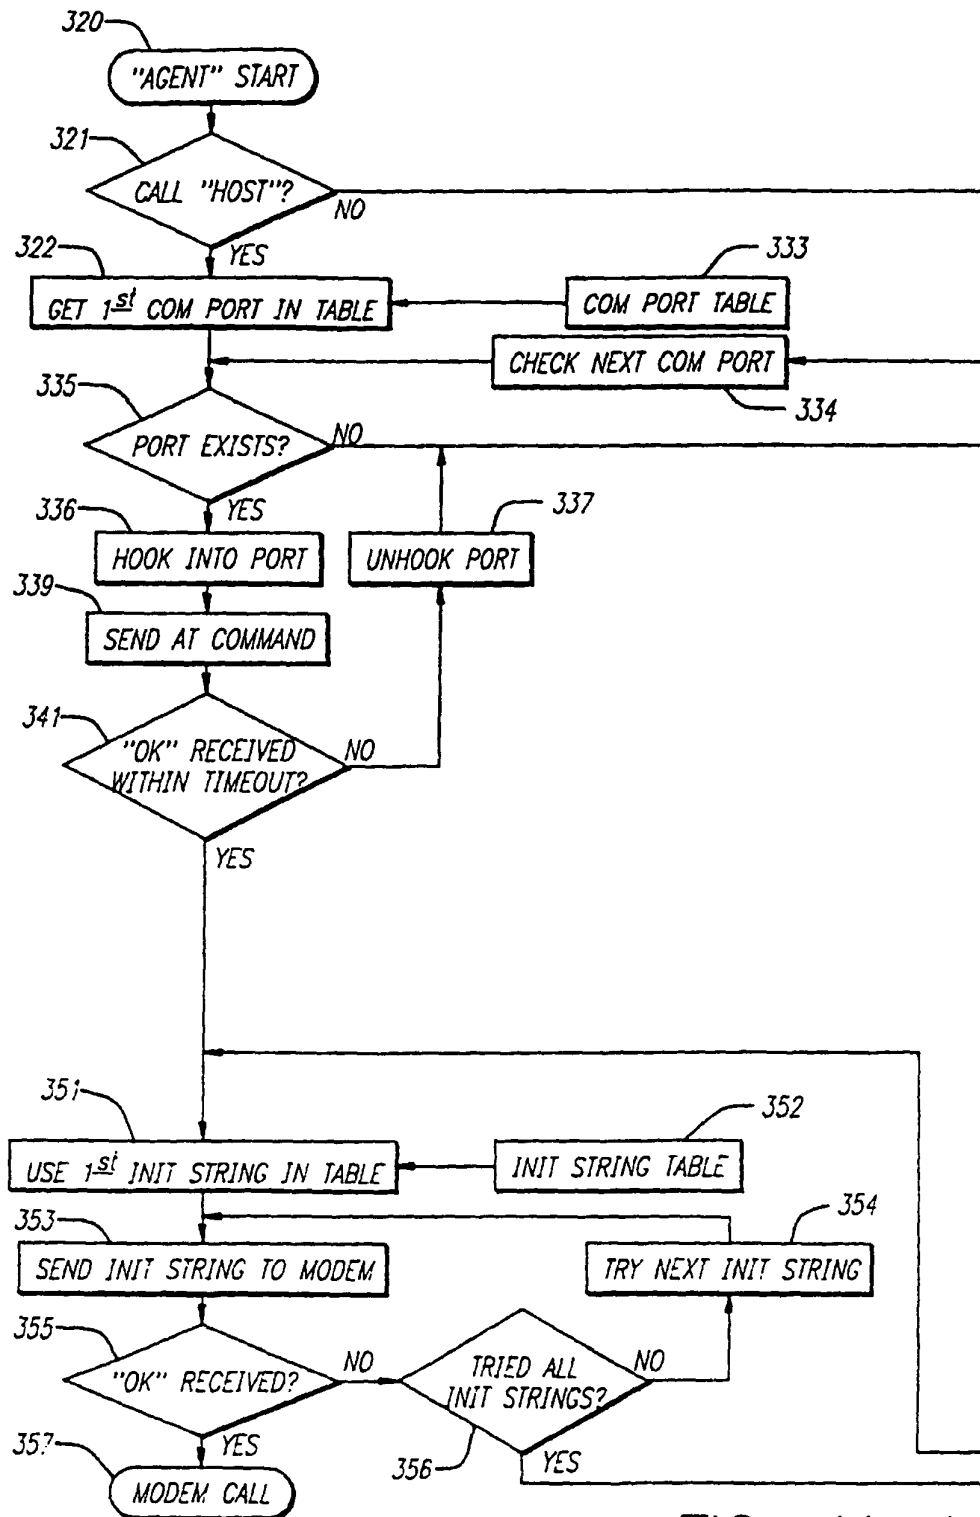 320
"AGENT" START
321
CALL "HOST"?
NO
YES
322
333
GET 1st COM PORT IN TABLE
COM PORT TABLE
CHECK NEXT COM PORT
334
335
PORT EXISTS?
NO
YES
336
337
HOOK INTO PORT
UNHOOK PORT
339
SEND AT COMMAND
341
"OK" RECEIVED
WITHIN TIMEOUT?
NO
YES
351
352
USE 1st INIT STRING IN TABLE
INIT STRING TABLE
353
354
SEND INIT STRING TO MODEM
TRY NEXT INIT STRING
355
"OK" RECEIVED?
NO
TRIED ALL
INIT STRINGS?
NO
YES
356
YES
357
MODEM CALL